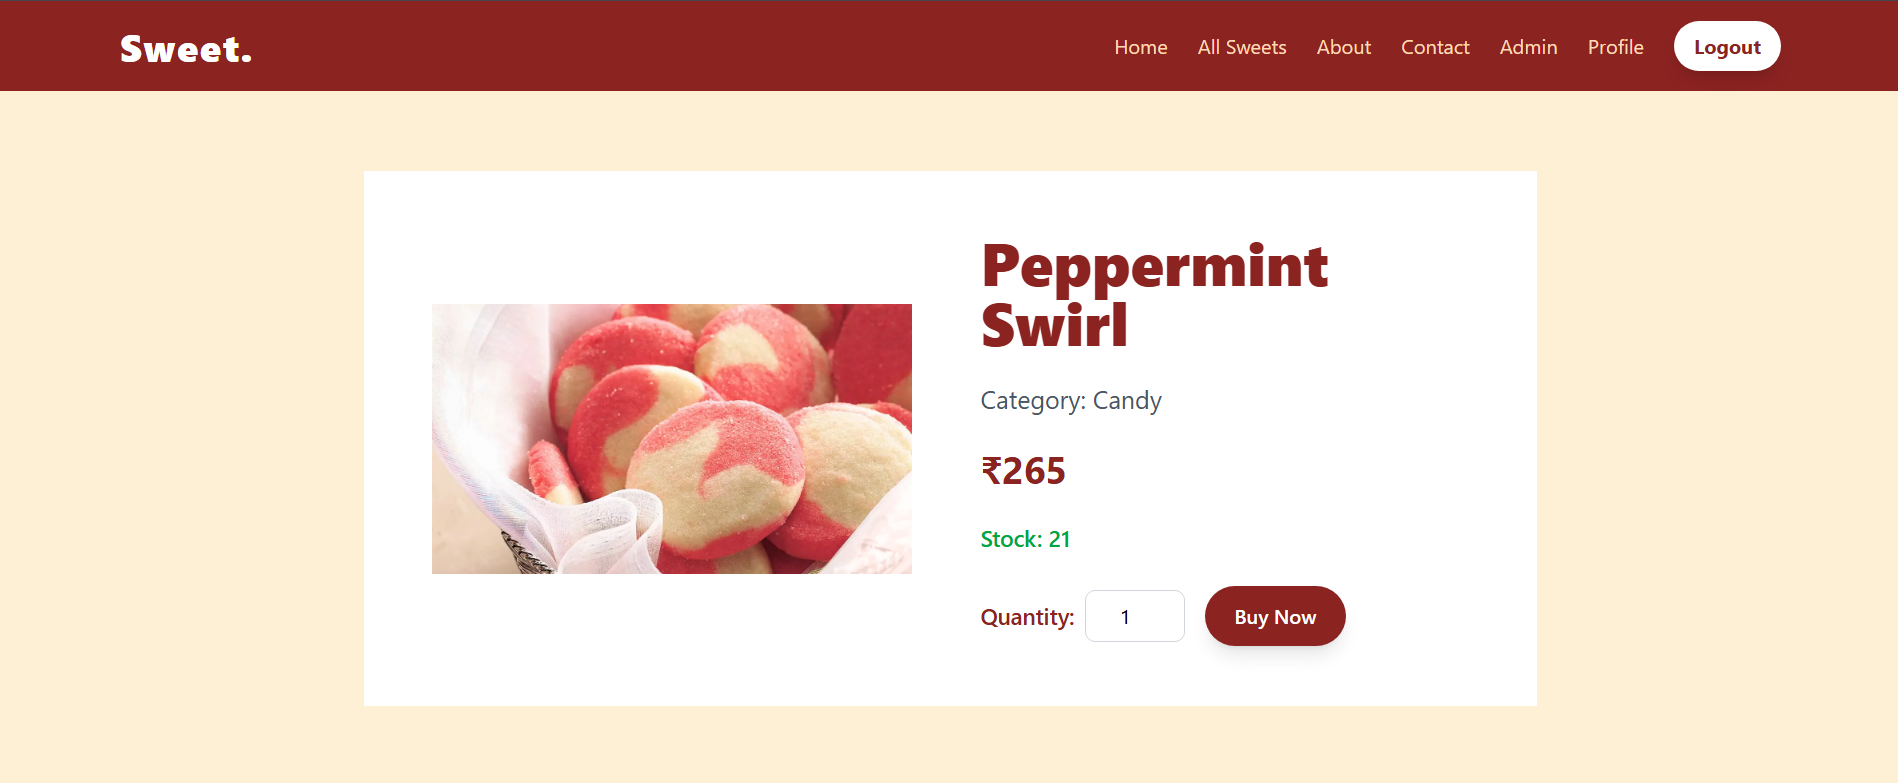 Sweet.
Home All Sweets About Contact Admin Profile Logout
Peppermint
Swirl
Category: Candy
₹265
Stock: 21
Quantity: 1 Buy Now